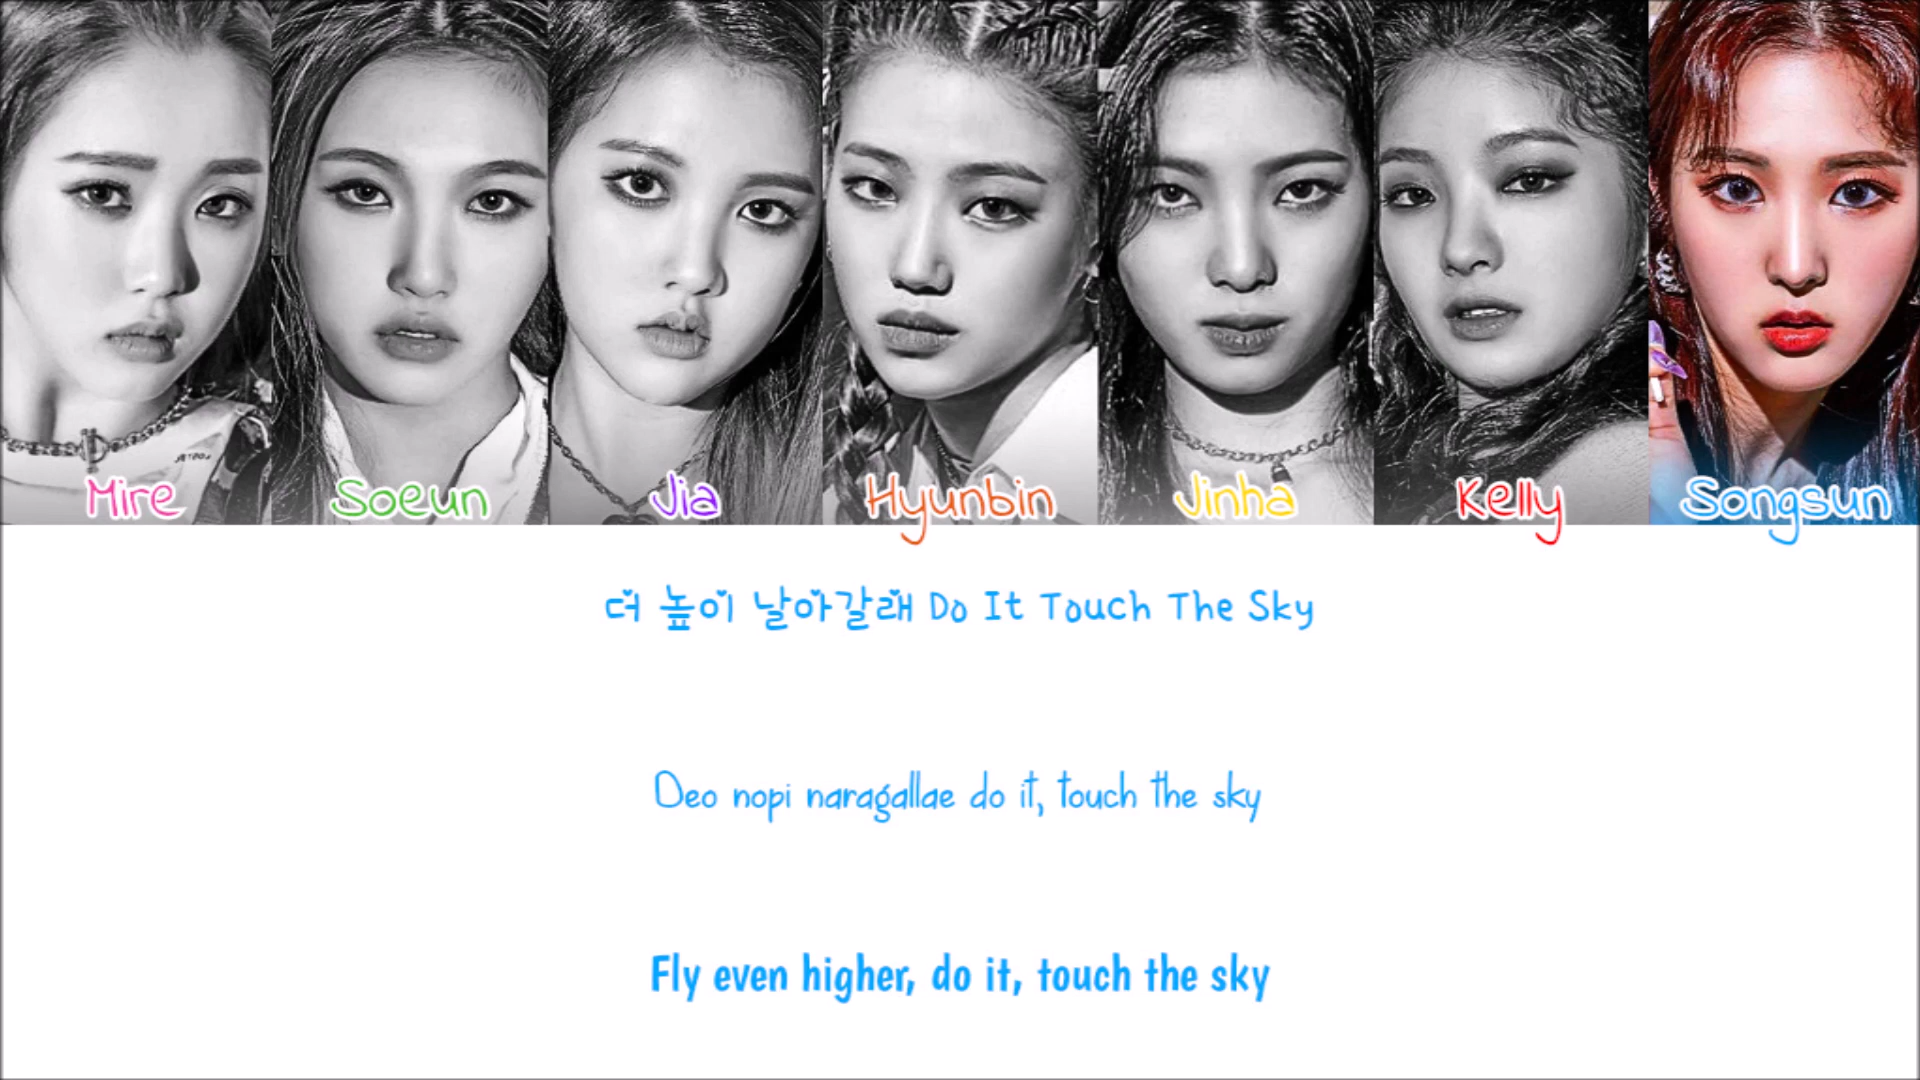 Mire Soeun Jia Hyunbin Jinha Kelly Songsun
더 높이 날아갈래 Do It Touch The Sky
Deo nopi naragallae do it, touch the sky
Fly even higher, do it, touch the sky